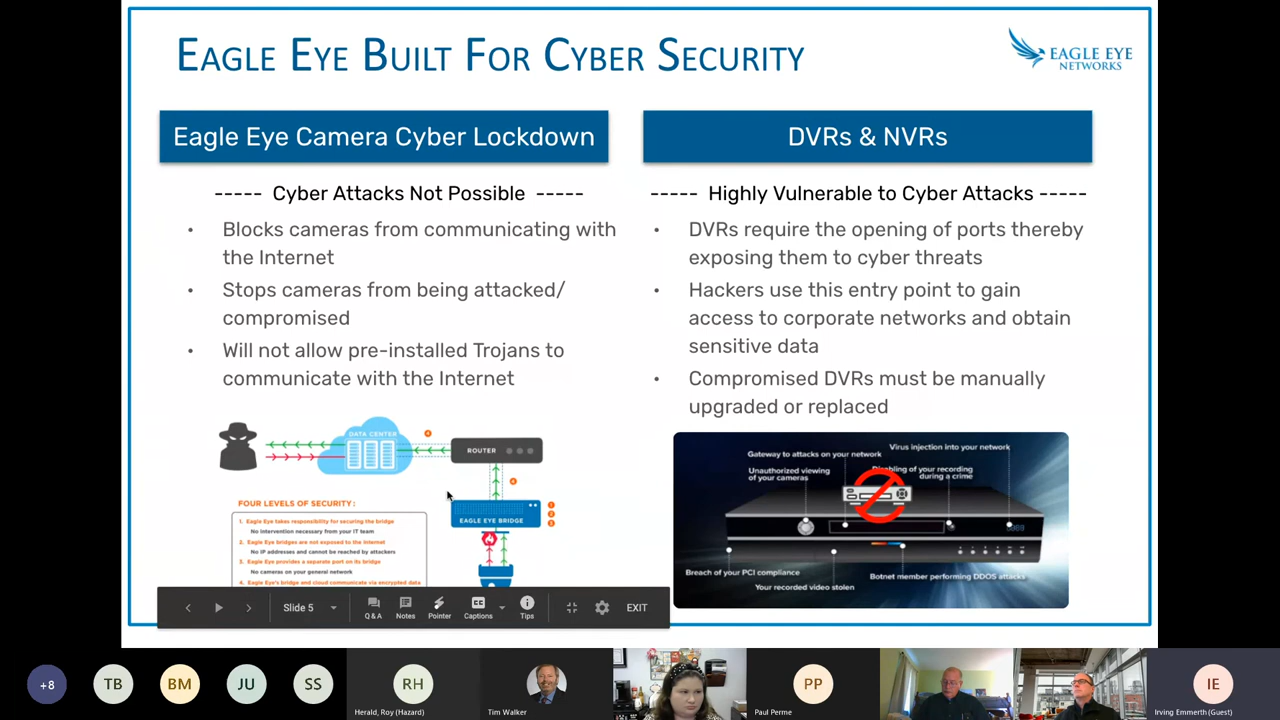 EAGLE EYE BUILT FOR CYBER SECURITY
EAGLE EYE
NETWORKS
Eagle Eye Camera Cyber Lockdown
----- Cyber Attacks Not Possible -----
• Blocks cameras from communicating with
the Internet
• Stops cameras from being attacked/
compromised
• Will not allow pre-installed Trojans to
communicate with the Internet
DATA CENTER
ROUTER
EAGLE EYE BRIDGE
FOUR LEVELS OF SECURITY:
1. Eagle Eye takes responsibility for securing the bridge
No intervention necessary from your IT team
2. Eagle Eye bridges are not exposed to the internet
No IP addresses and cannot be reached by attackers
3. Eagle Eye provides a separate port on its bridge
No cameras on your general network
4. Eagle Eye's bridge and cloud communicate via encrypted data
DVRs & NVRs
----- Highly Vulnerable to Cyber Attacks -----
• DVRs require the opening of ports thereby
exposing them to cyber threats
• Hackers use this entry point to gain
access to corporate networks and obtain
sensitive data
• Compromised DVRs must be manually
upgraded or replaced
Virus injection into your network
Gateway to attacks on your network
Unauthorized viewing
of your cameras
Disabling of your recording
during a crime
Breach of your PCI compliance
Your recorded video stolen
Botnet member performing DDOS attacks
Slide 5
Q & A
Notes
Pointer
Captions
Tips
EXIT
+8
TB
BM
JU
SS
RH
Herald, Roy (Hazard)
Tim Walker
PP
Paul Perme
IE
Irving Emmerth (Guest)